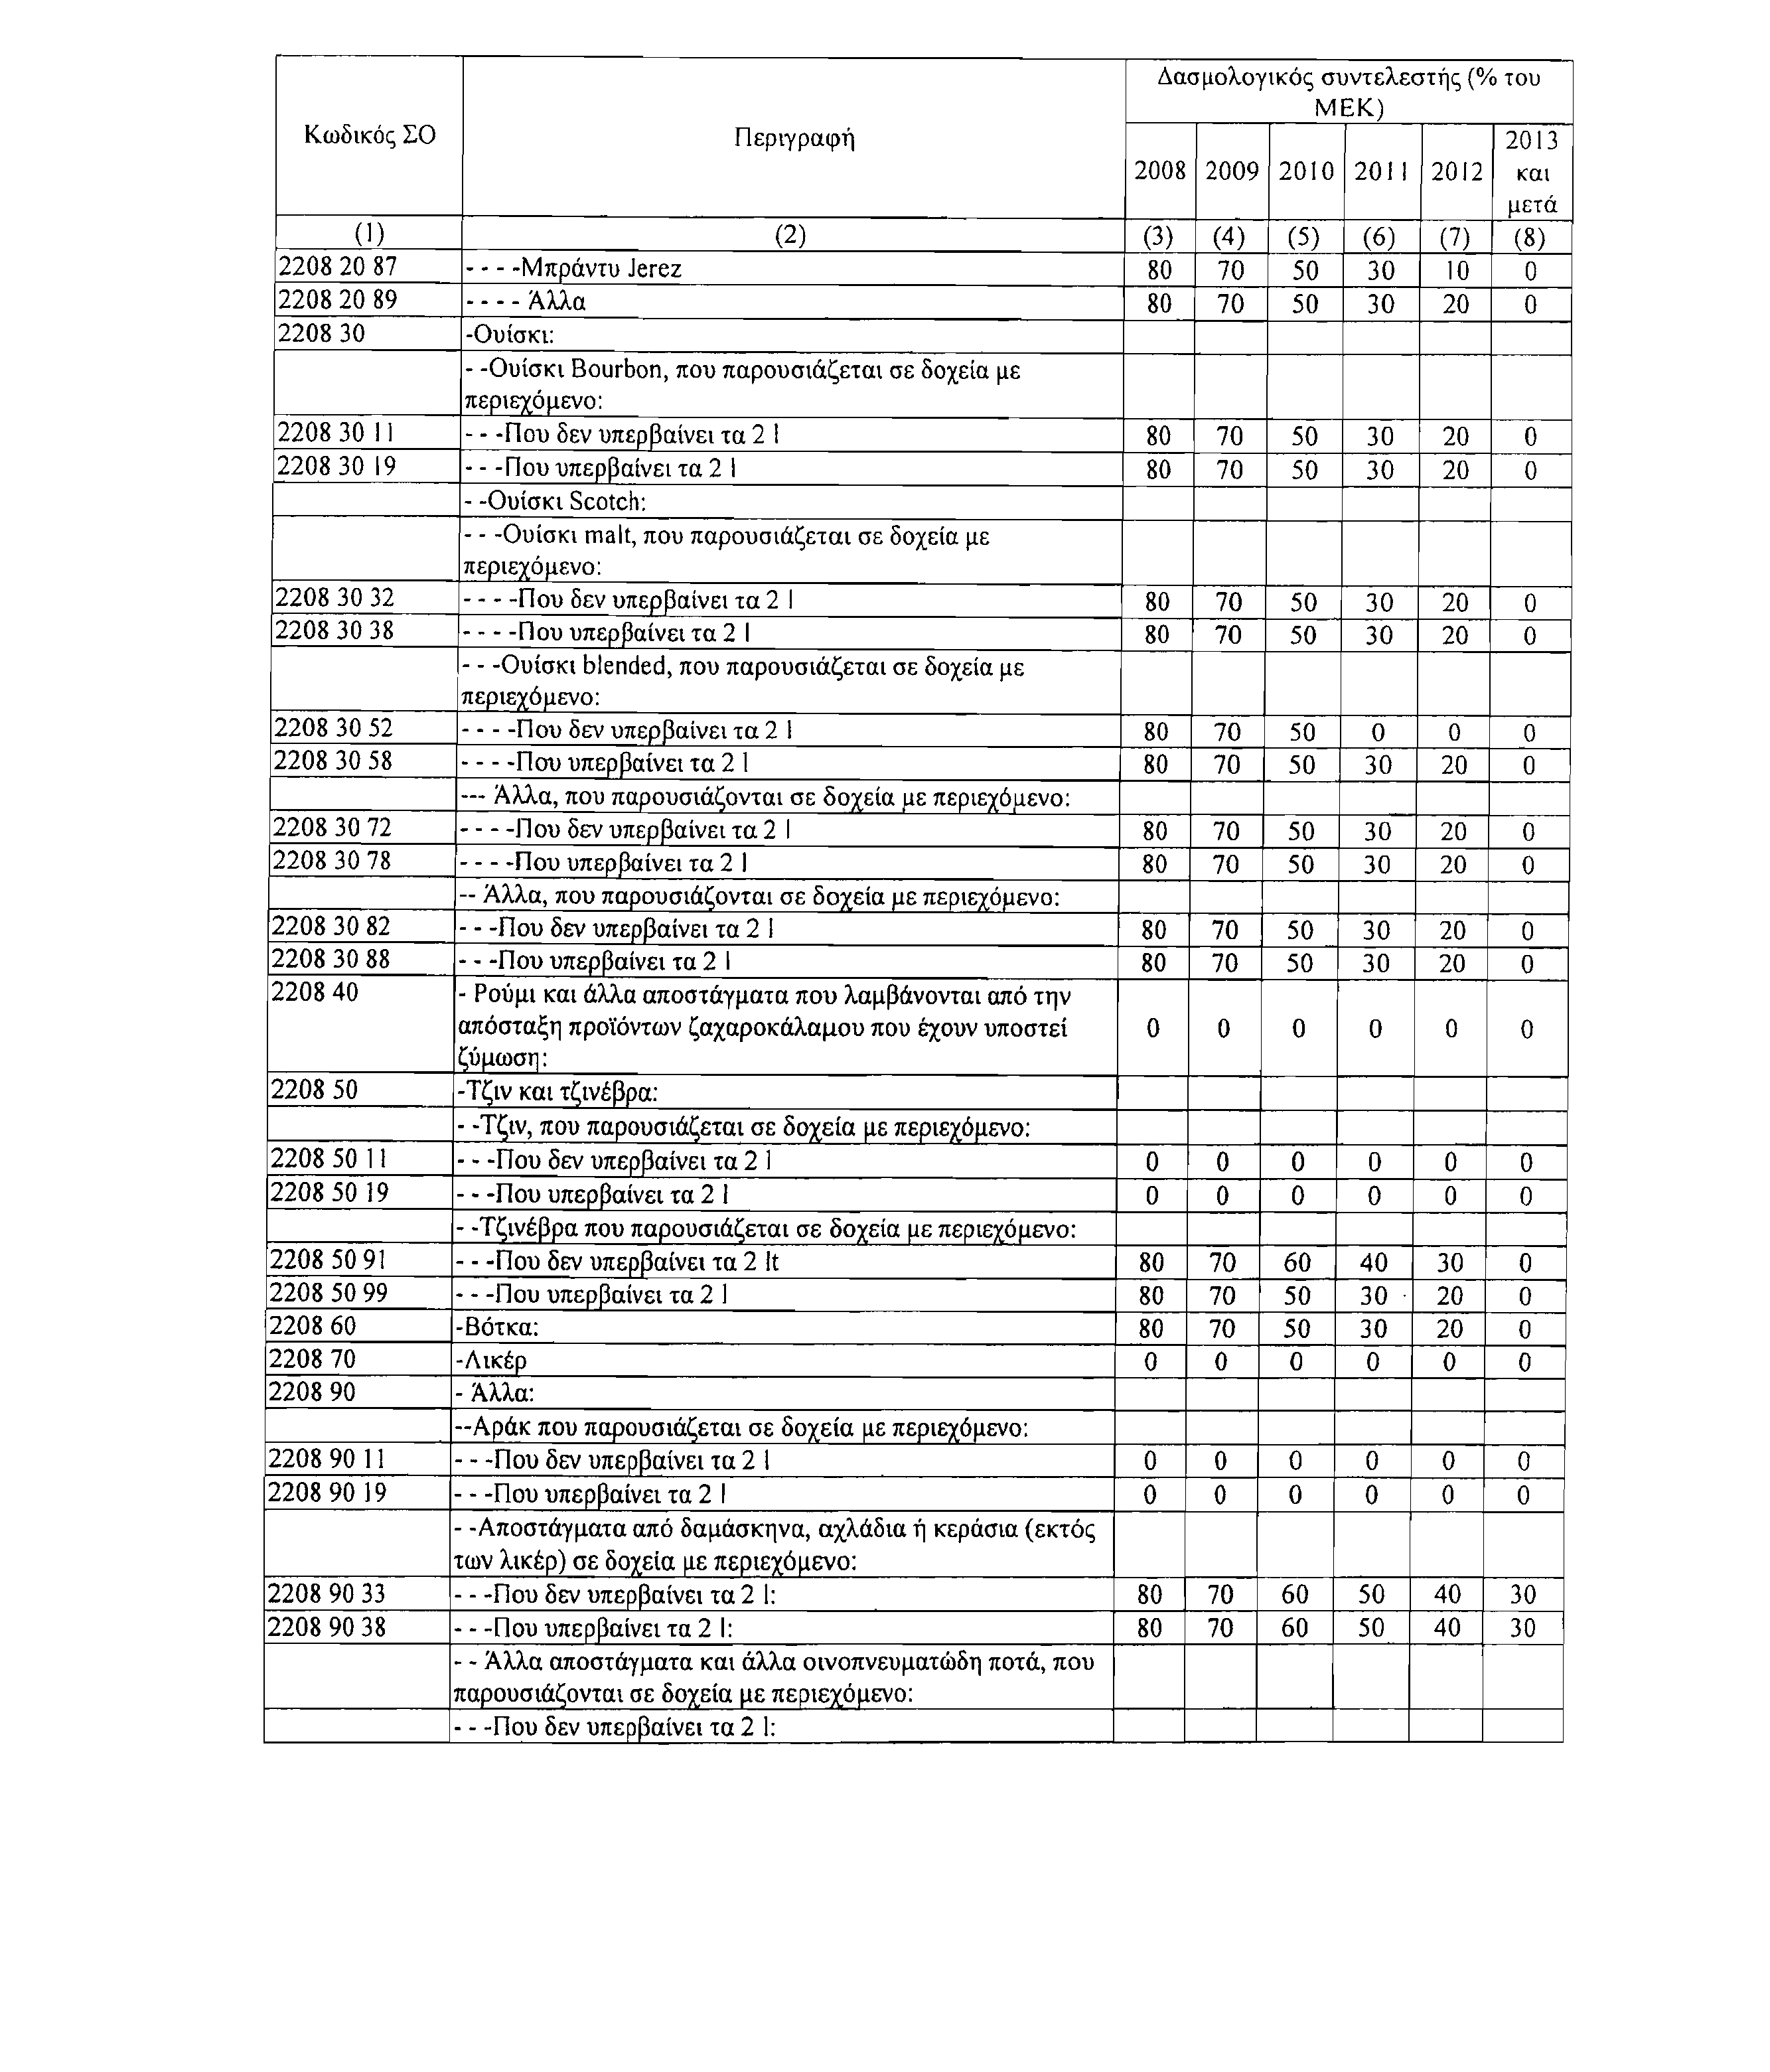 Κωδικός ΣΟ Περιγραφή Δασμολογικός συντελεστής (% του
ΜΕΚ)
2008 2009 2010 2011 2012 2013
και
μετά
(1) (2) (3) (4) (5) (6) (7) (8)
2208 20 87 - - - -Μπράντυ Jerez 80 70 50 30 10 0
2208 20 89 - - - - Άλλα 80 70 50 30 20 0
2208 30 -Ουίσκι:
- -Ουίσκι Bourbon, που παρουσιάζεται σε δοχεία με
περιεχόμενο:
2208 30 11 - - -Που δεν υπερβαίνει τα 2 l 80 70 50 30 20 0
2208 30 19 - - -Που υπερβαίνει τα 2 l 80 70 50 30 20 0
- -Ουίσκι Scotch:
- - -Ουίσκι malt, που παρουσιάζεται σε δοχεία με
περιεχόμενο:
2208 30 32 - - - -Που δεν υπερβαίνει τα 2 l 80 70 50 30 20 0
2208 30 38 - - - -Που υπερβαίνει τα 2 l 80 70 50 30 20 0
- - -Ουίσκι blended, που παρουσιάζεται σε δοχεία με
περιεχόμενο:
2208 30 52 - - - -Που δεν υπερβαίνει τα 2 l 80 70 50 0 0 0
2208 30 58 - - - -Που υπερβαίνει τα 2 l 80 70 50 30 20 0
--- Άλλα, που παρουσιάζονται σε δοχεία με περιεχόμενο:
2208 30 72 - - - -Που δεν υπερβαίνει τα 2 l 80 70 50 30 20 0
2208 30 78 - - - -Που υπερβαίνει τα 2 l 80 70 50 30 20 0
-- Άλλα, που παρουσιάζονται σε δοχεία με περιεχόμενο:
2208 30 82 - - -Που δεν υπερβαίνει τα 2 l 80 70 50 30 20 0
2208 30 88 - - -Που υπερβαίνει τα 2 l 80 70 50 30 20 0
2208 40 - Ρούμι και άλλα αποστάγματα που λαμβάνονται από την
απόσταξη προϊόντων ζαχαροκάλαμου που έχουν υποστεί 0 0 0 0 0 0
ζύμωση:
2208 50 -Τζιν και τζινέβρα:
- -Τζιν, που παρουσιάζεται σε δοχεία με περιεχόμενο:
2208 50 11 - - -Που δεν υπερβαίνει τα 2 l 0 0 0 0 0 0
2208 50 19 - - -Που υπερβαίνει τα 2 l 0 0 0 0 0 0
- -Τζινέβρα που παρουσιάζεται σε δοχεία με περιεχόμενο:
2208 50 91 - - -Που δεν υπερβαίνει τα 2 lt 80 70 60 40 30 0
2208 50 99 - - -Που υπερβαίνει τα 2 l 80 70 50 30 20 0
2208 60 -Βότκα: 80 70 50 30 20 0
2208 70 -Λικέρ 0 0 0 0 0 0
2208 90 - Άλλα:
--Αράκ που παρουσιάζεται σε δοχεία με περιεχόμενο:
2208 90 11 - - -Που δεν υπερβαίνει τα 2 l 0 0 0 0 0 0
2208 90 19 - - -Που υπερβαίνει τα 2 l 0 0 0 0 0 0
- -Αποστάγματα από δαμάσκηνα, αχλάδια ή κεράσια (εκτός
των λικέρ) σε δοχεία με περιεχόμενο:
2208 90 33 - - -Που δεν υπερβαίνει τα 2 l: 80 70 60 50 40 30
2208 90 38 - - -Που υπερβαίνει τα 2 l: 80 70 60 50 40 30
- - Άλλα αποστάγματα και άλλα οινοπνευματώδη ποτά, που
παρουσιάζονται σε δοχεία με περιεχόμενο:
- - -Που δεν υπερβαίνει τα 2 l: